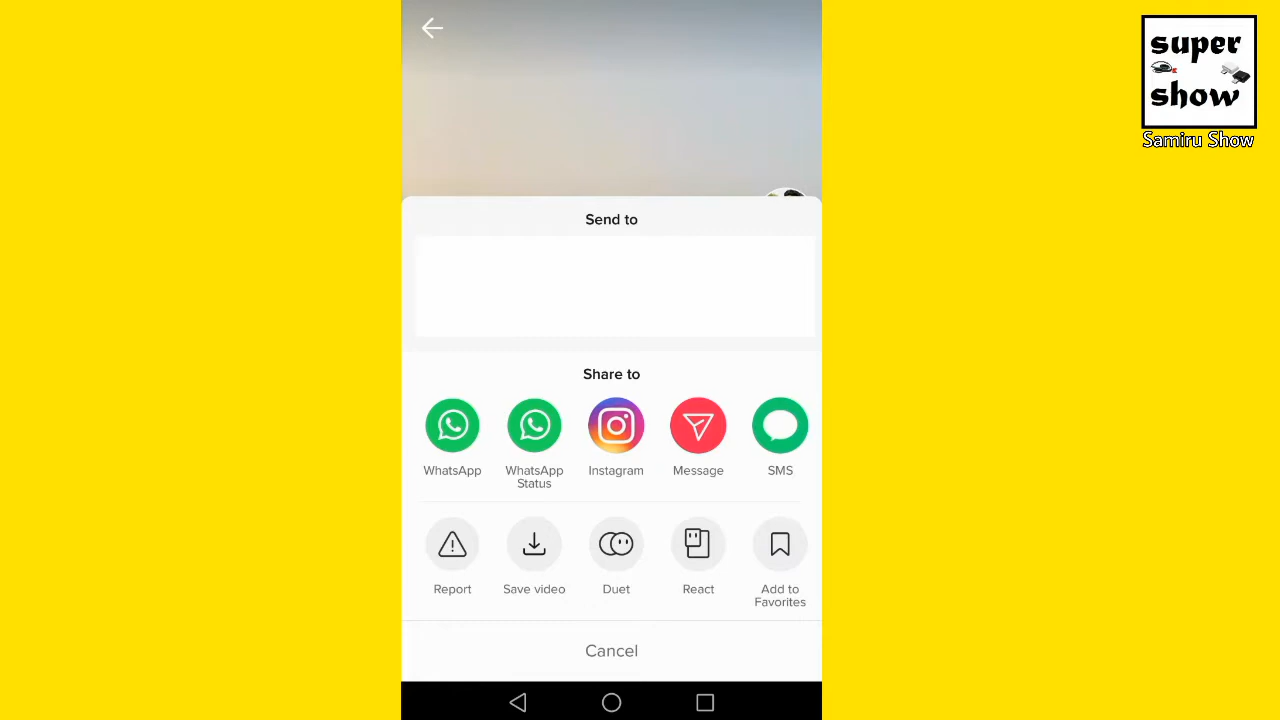 super
show
Samiru Show
Send to
Share to
WhatsApp
WhatsApp
Status
Instagram
Message
SMS
Report
Save video
Duet
React
Add to
Favorites
Cancel